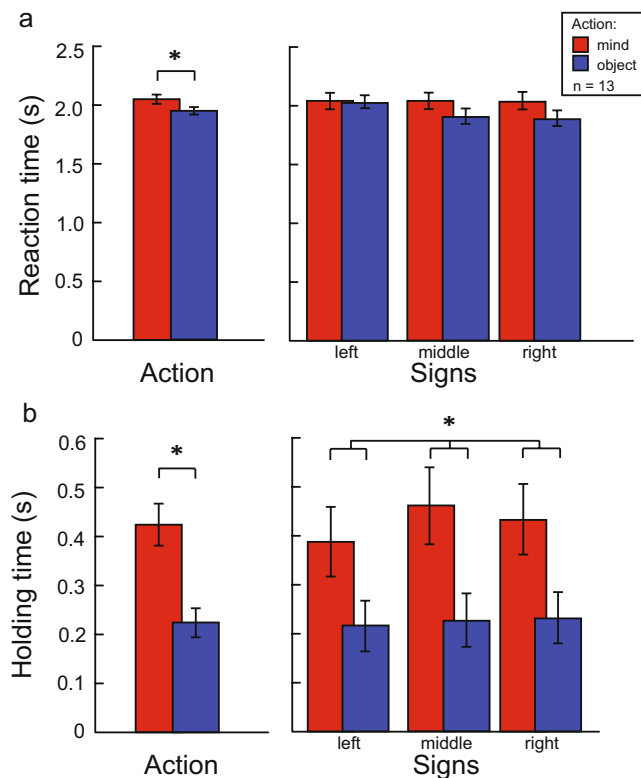 a
Action:
mind
object
n = 13
Reaction time (s)
2.5
2.0
1.5
1.0
0.5
0
*
Action
left middle right
Signs
b
Holding time (s)
0.6
0.5
0.4
0.3
0.2
0.1
0
*
*
Action
left middle right
Signs